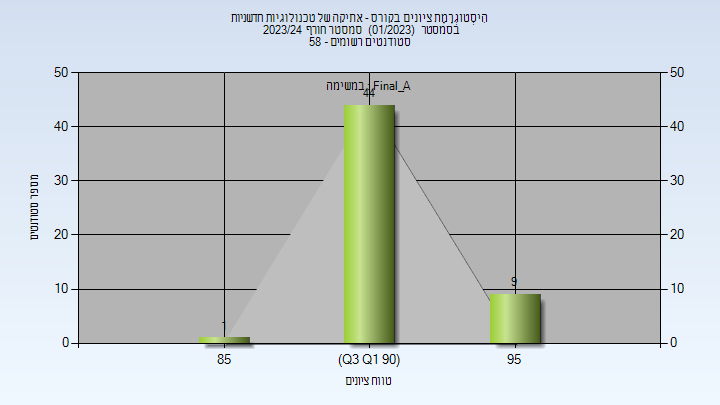 היסטוגרמת ציונים בקורס - אתיקה של טכנולוגיות חדשניות
בסמסטר (01/2023) סמסטר חורף 2023/24
סטודנטים רשומים - 58
במשימה - Final_A
50
40
30
20
10
0
מספר סטודנטים
50
40
30
20
10
0
1
44
9
85
(Q3 Q1 90)
95
טווח ציונים